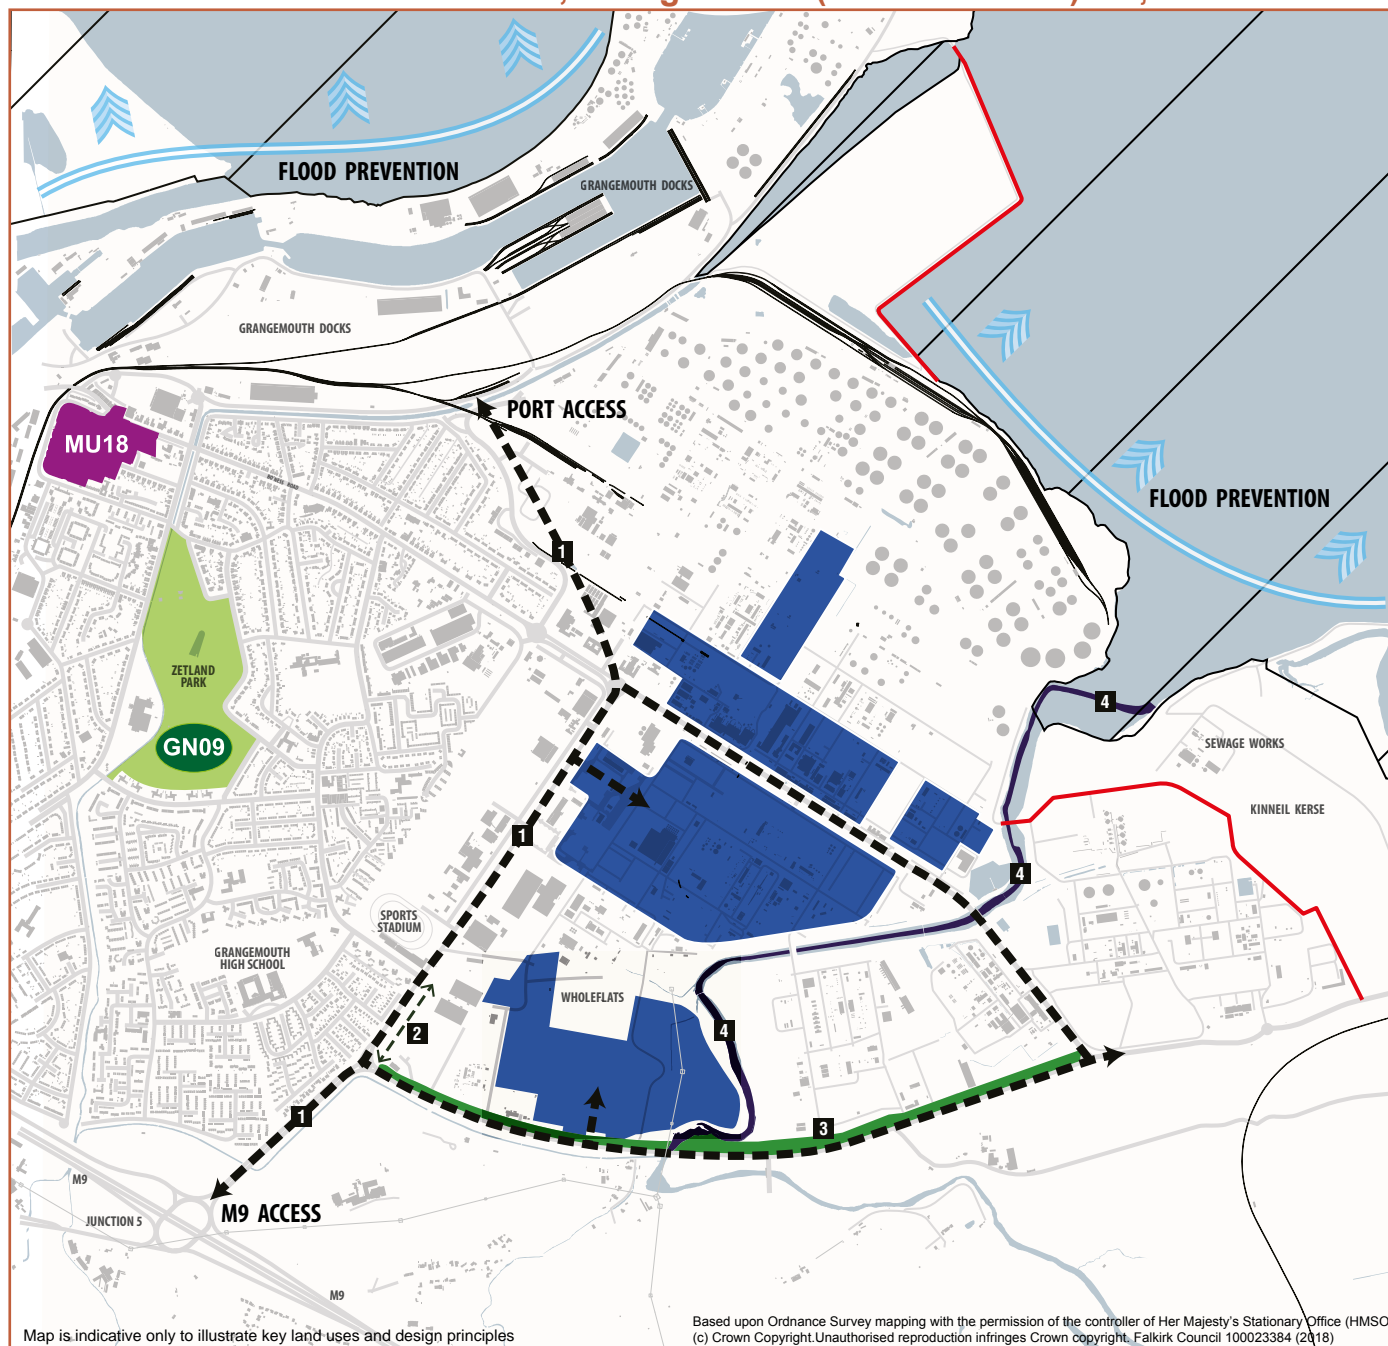 FLOOD PREVENTION
GRANGEMOUTH DOCKS
GRANGEMOUTH DOCKS
PORT ACCESS
MU18
FLOOD PREVENTION
1
ZETLAND
PARK
GN09
4
SEWAGE WORKS
KINNEIL KERSE
1
4
SPORTS
STADIUM
GRANGEMOUTH
HIGH SCHOOL
WHOLEFLATS
2
4
1
3
M9
M9 ACCESS
JUNCTION 5
M9
Map is indicative only to illustrate key land uses and design principles
Based upon Ordnance Survey mapping with the permission of the controller of Her Majesty's Stationary Office (HMSO
(c) Crown Copyright.Unauthorised reproduction infringes Crown copyright. Falkirk Council 100023384 (2018)